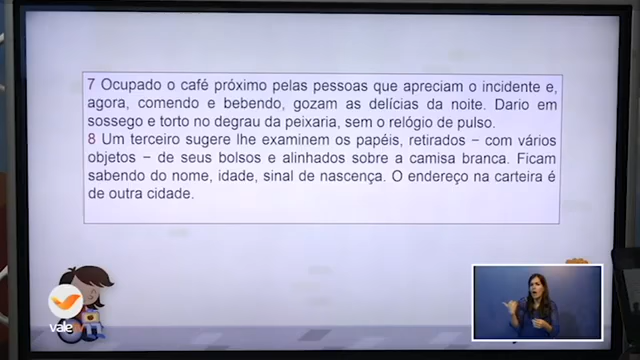 7 Ocupado o café próximo pelas pessoas que apreciam o incidente e,
agora, comendo e bebendo, gozam as delícias da noite. Dario em
sossego e torto no degrau da peixaria, sem o relógio de pulso.
8 Um terceiro sugere lhe examinem os papéis, retirados − com vários
objetos − de seus bolsos e alinhados sobre a camisa branca. Ficam
sabendo do nome, idade, sinal de nascença. O endereço na carteira é
de outra cidade.
vale